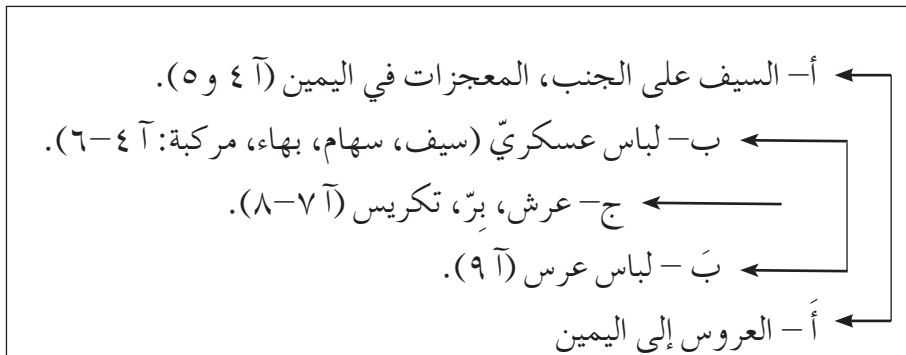 أ– السيف على الجنب، المعجزات في اليمين (آ ٤ و ٥).
ب– لباس عسكريّ (سيف، سهام، بهاء، مركبة: آ ٤–٦).
ج– عرش، بِرّ، تكريس (آ ٧–٨).
بَ – لباس عرس (آ ٩).
أَ – العروس إلى اليمين